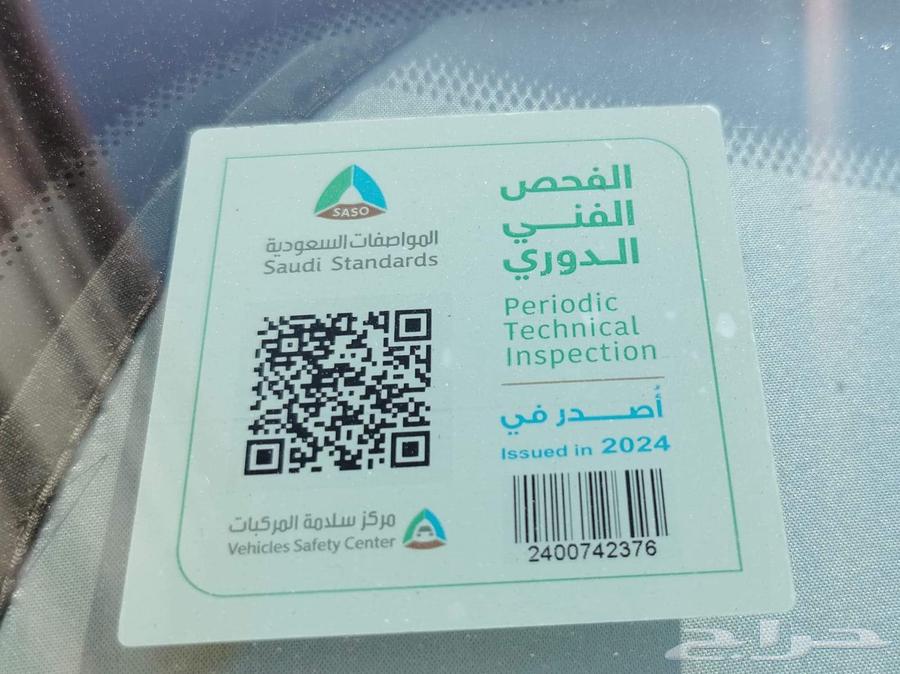 SASO
المواصفات السعودية
Saudi Standards
الفحص
الفني
الدوري
Periodic
Technical
Inspection
أُصدر في
Issued in 2024
2400742376
مركز سلامة المركبات
Vehicles Safety Center
حراج